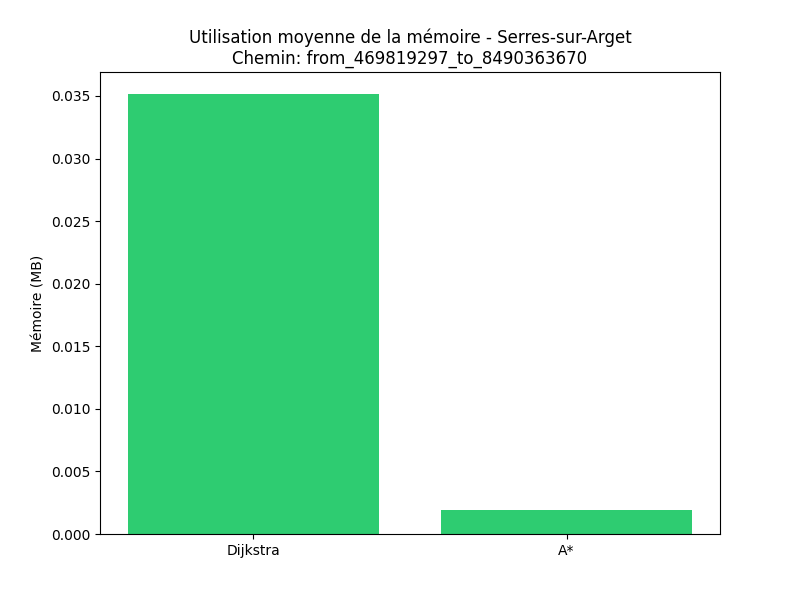 Utilisation moyenne de la mémoire - Serres-sur-Arget
Chemin: from_469819297_to_8490363670
0.035
0.030
0.025
0.020
0.015
0.010
0.005
0.000
Mémoire (MB)
Dijkstra
A*